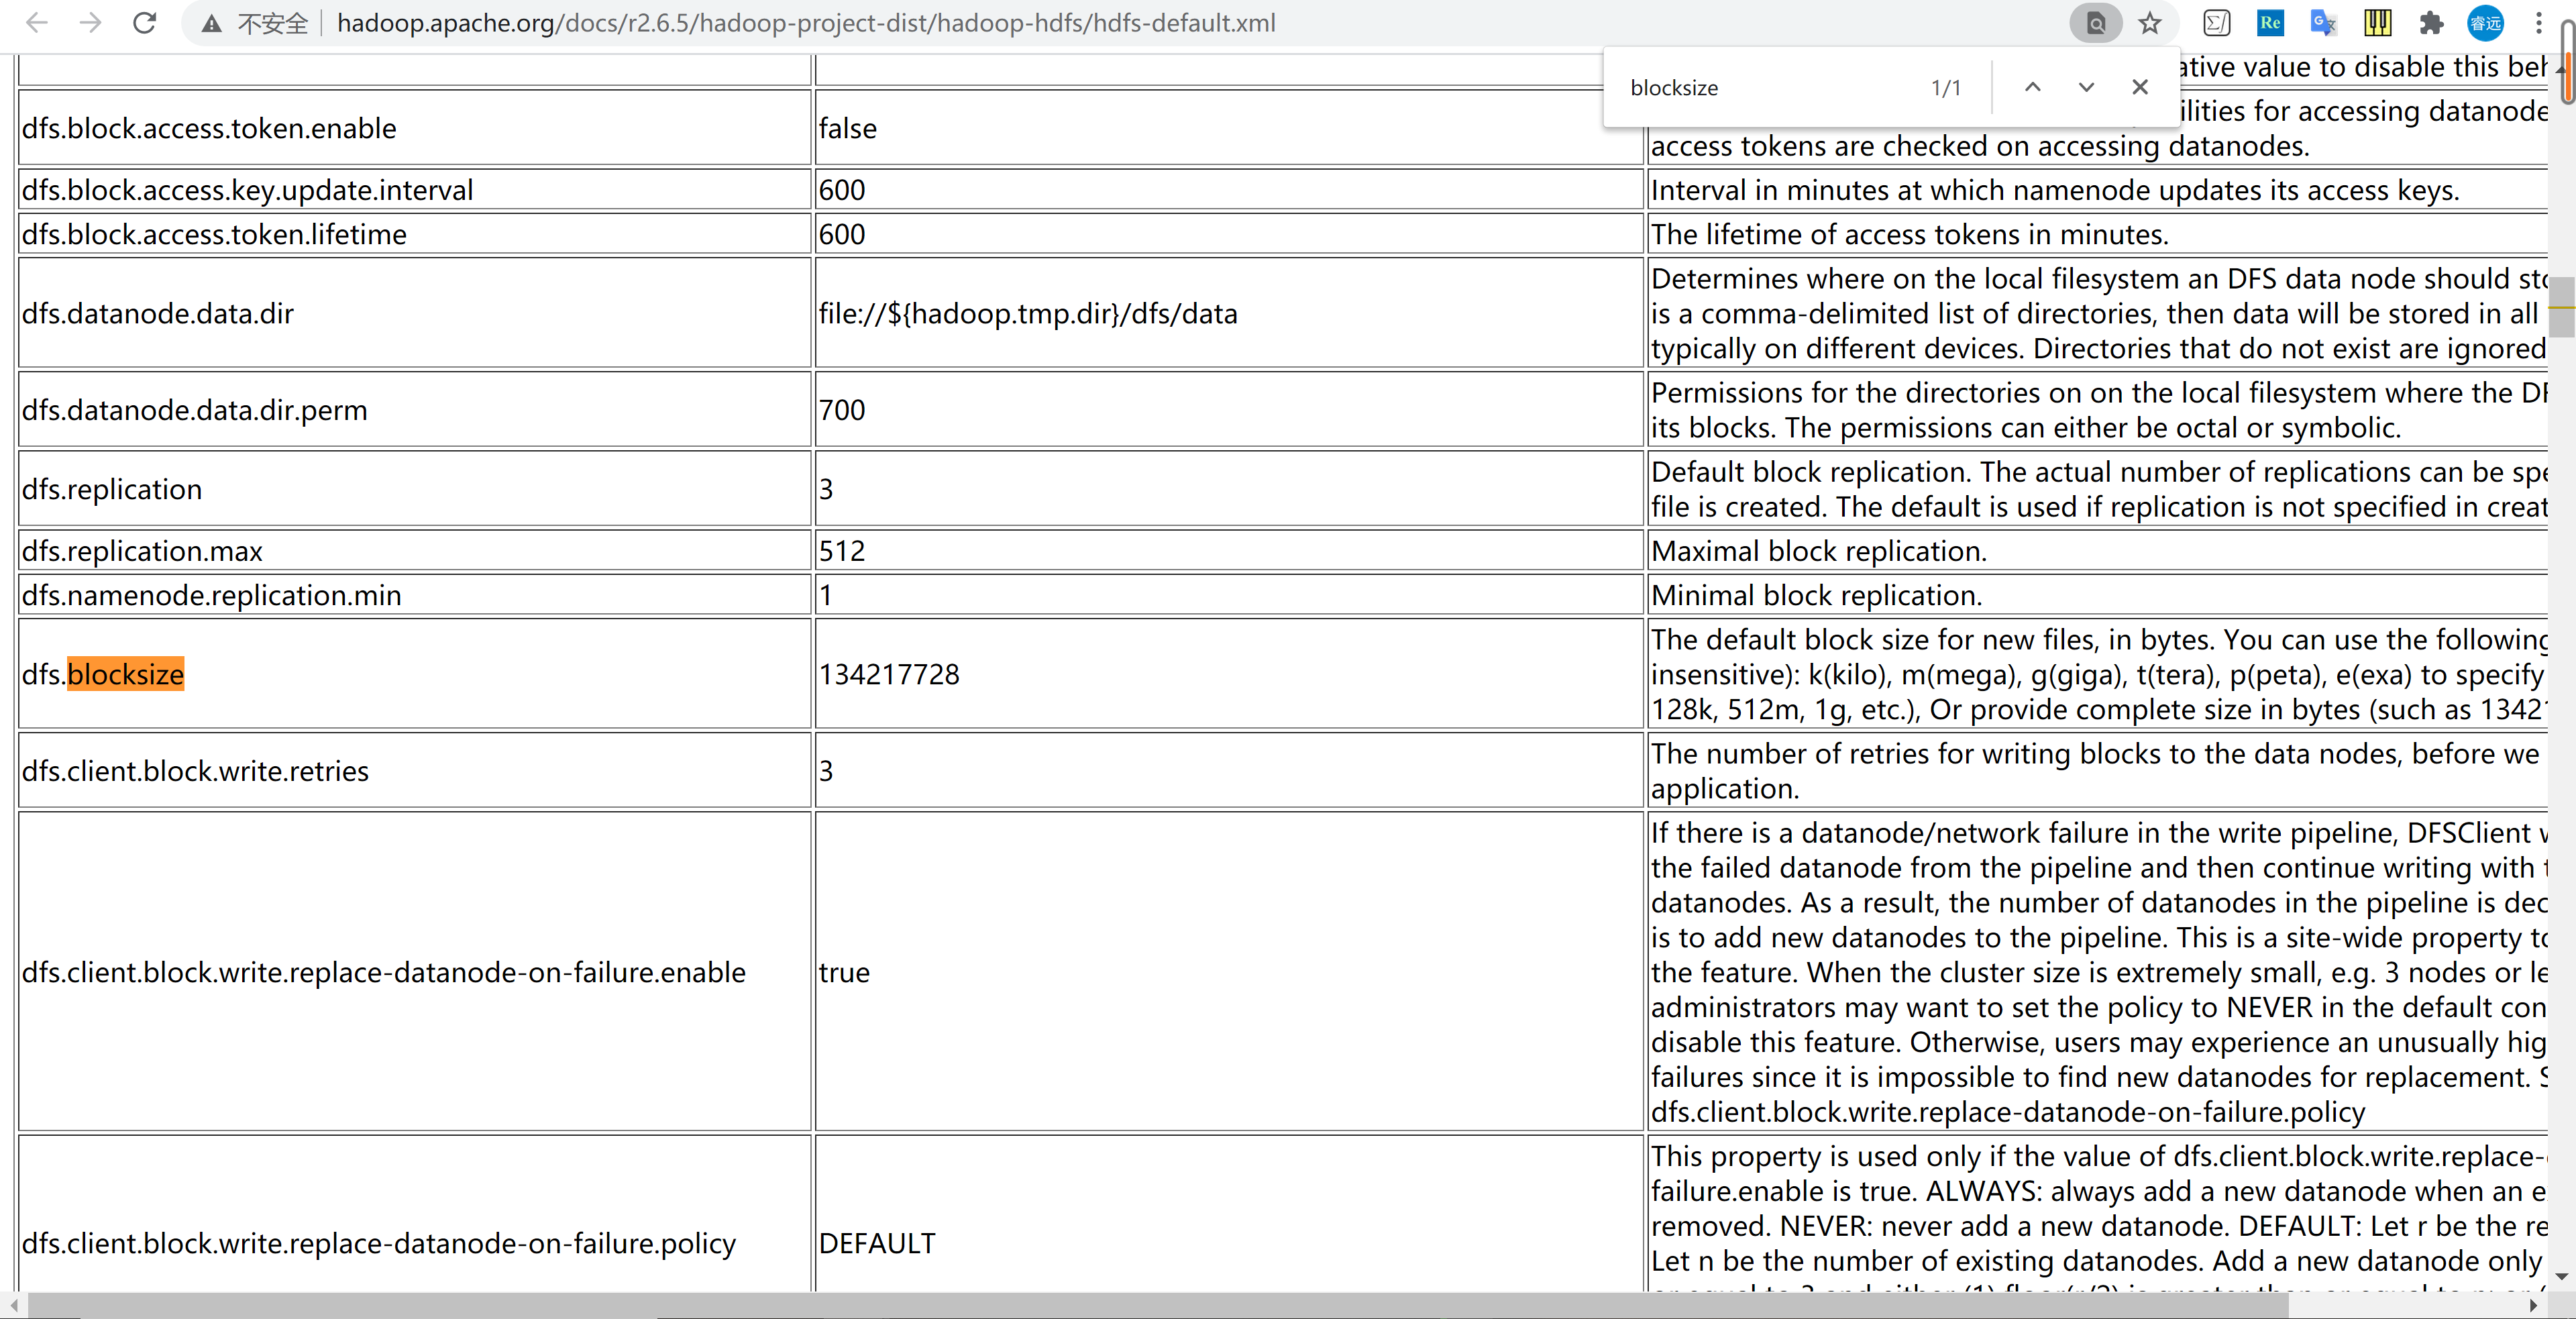 不安全 hadoop.apache.org/docs/r2.6.5/hadoop-project-dist/hadoop-hdfs/hdfs-default.xml Re 睿远
blocksize 1/1
ative value to disable this
dfs.block.access.token.enable false ilities for accessing datanode
access tokens are checked on accessing datanodes.
dfs.block.access.key.update.interval 600 Interval in minutes at which namenode updates its access keys.
dfs.block.access.token.lifetime 600 The lifetime of access tokens in minutes.
dfs.datanode.data.dir file://${hadoop.tmp.dir}/dfs/data Determines where on the local filesystem an DFS data node should
is a comma-delimited list of directories, then data will be stored in all
typically on different devices. Directories that do not exist are ignored
dfs.datanode.data.dir.perm 700 Permissions for the directories on on the local filesystem where the
its blocks. The permissions can either be octal or symbolic.
dfs.replication 3 Default block replication. The actual number of replications can be
file is created. The default is used if replication is not specified in
dfs.replication.max 512 Maximal block replication.
dfs.namenode.replication.min 1 Minimal block replication.
dfs.blocksize 134217728 The default block size for new files, in bytes. You can use the following
insensitive): k(kilo), m(mega), g(giga), t(tera), p(peta), e(exa) to specify
128k, 512m, 1g, etc.), Or provide complete size in bytes (such as 1342
dfs.client.block.write.retries 3 The number of retries for writing blocks to the data nodes, before we
application.
dfs.client.block.write.replace-datanode-on-failure.enable true If there is a datanode/network failure in the write pipeline, DFSClient
the failed datanode from the pipeline and then continue writing with
datanodes. As a result, the number of datanodes in the pipeline is
is to add new datanodes to the pipeline. This is a site-wide property
the feature. When the cluster size is extremely small, e.g. 3 nodes or
administrators may want to set the policy to NEVER in the default
disable this feature. Otherwise, users may experience an unusually
failures since it is impossible to find new datanodes for replacement.
dfs.client.block.write.replace-datanode-on-failure.policy
dfs.client.block.write.replace-datanode-on-failure.policy DEFAULT This property is used only if the value of dfs.client.block.write.replace-
failure.enable is true. ALWAYS: always add a new datanode when an
removed. NEVER: never add a new datanode. DEFAULT: Let r be the
Let n be the number of existing datanodes. Add a new datanode only